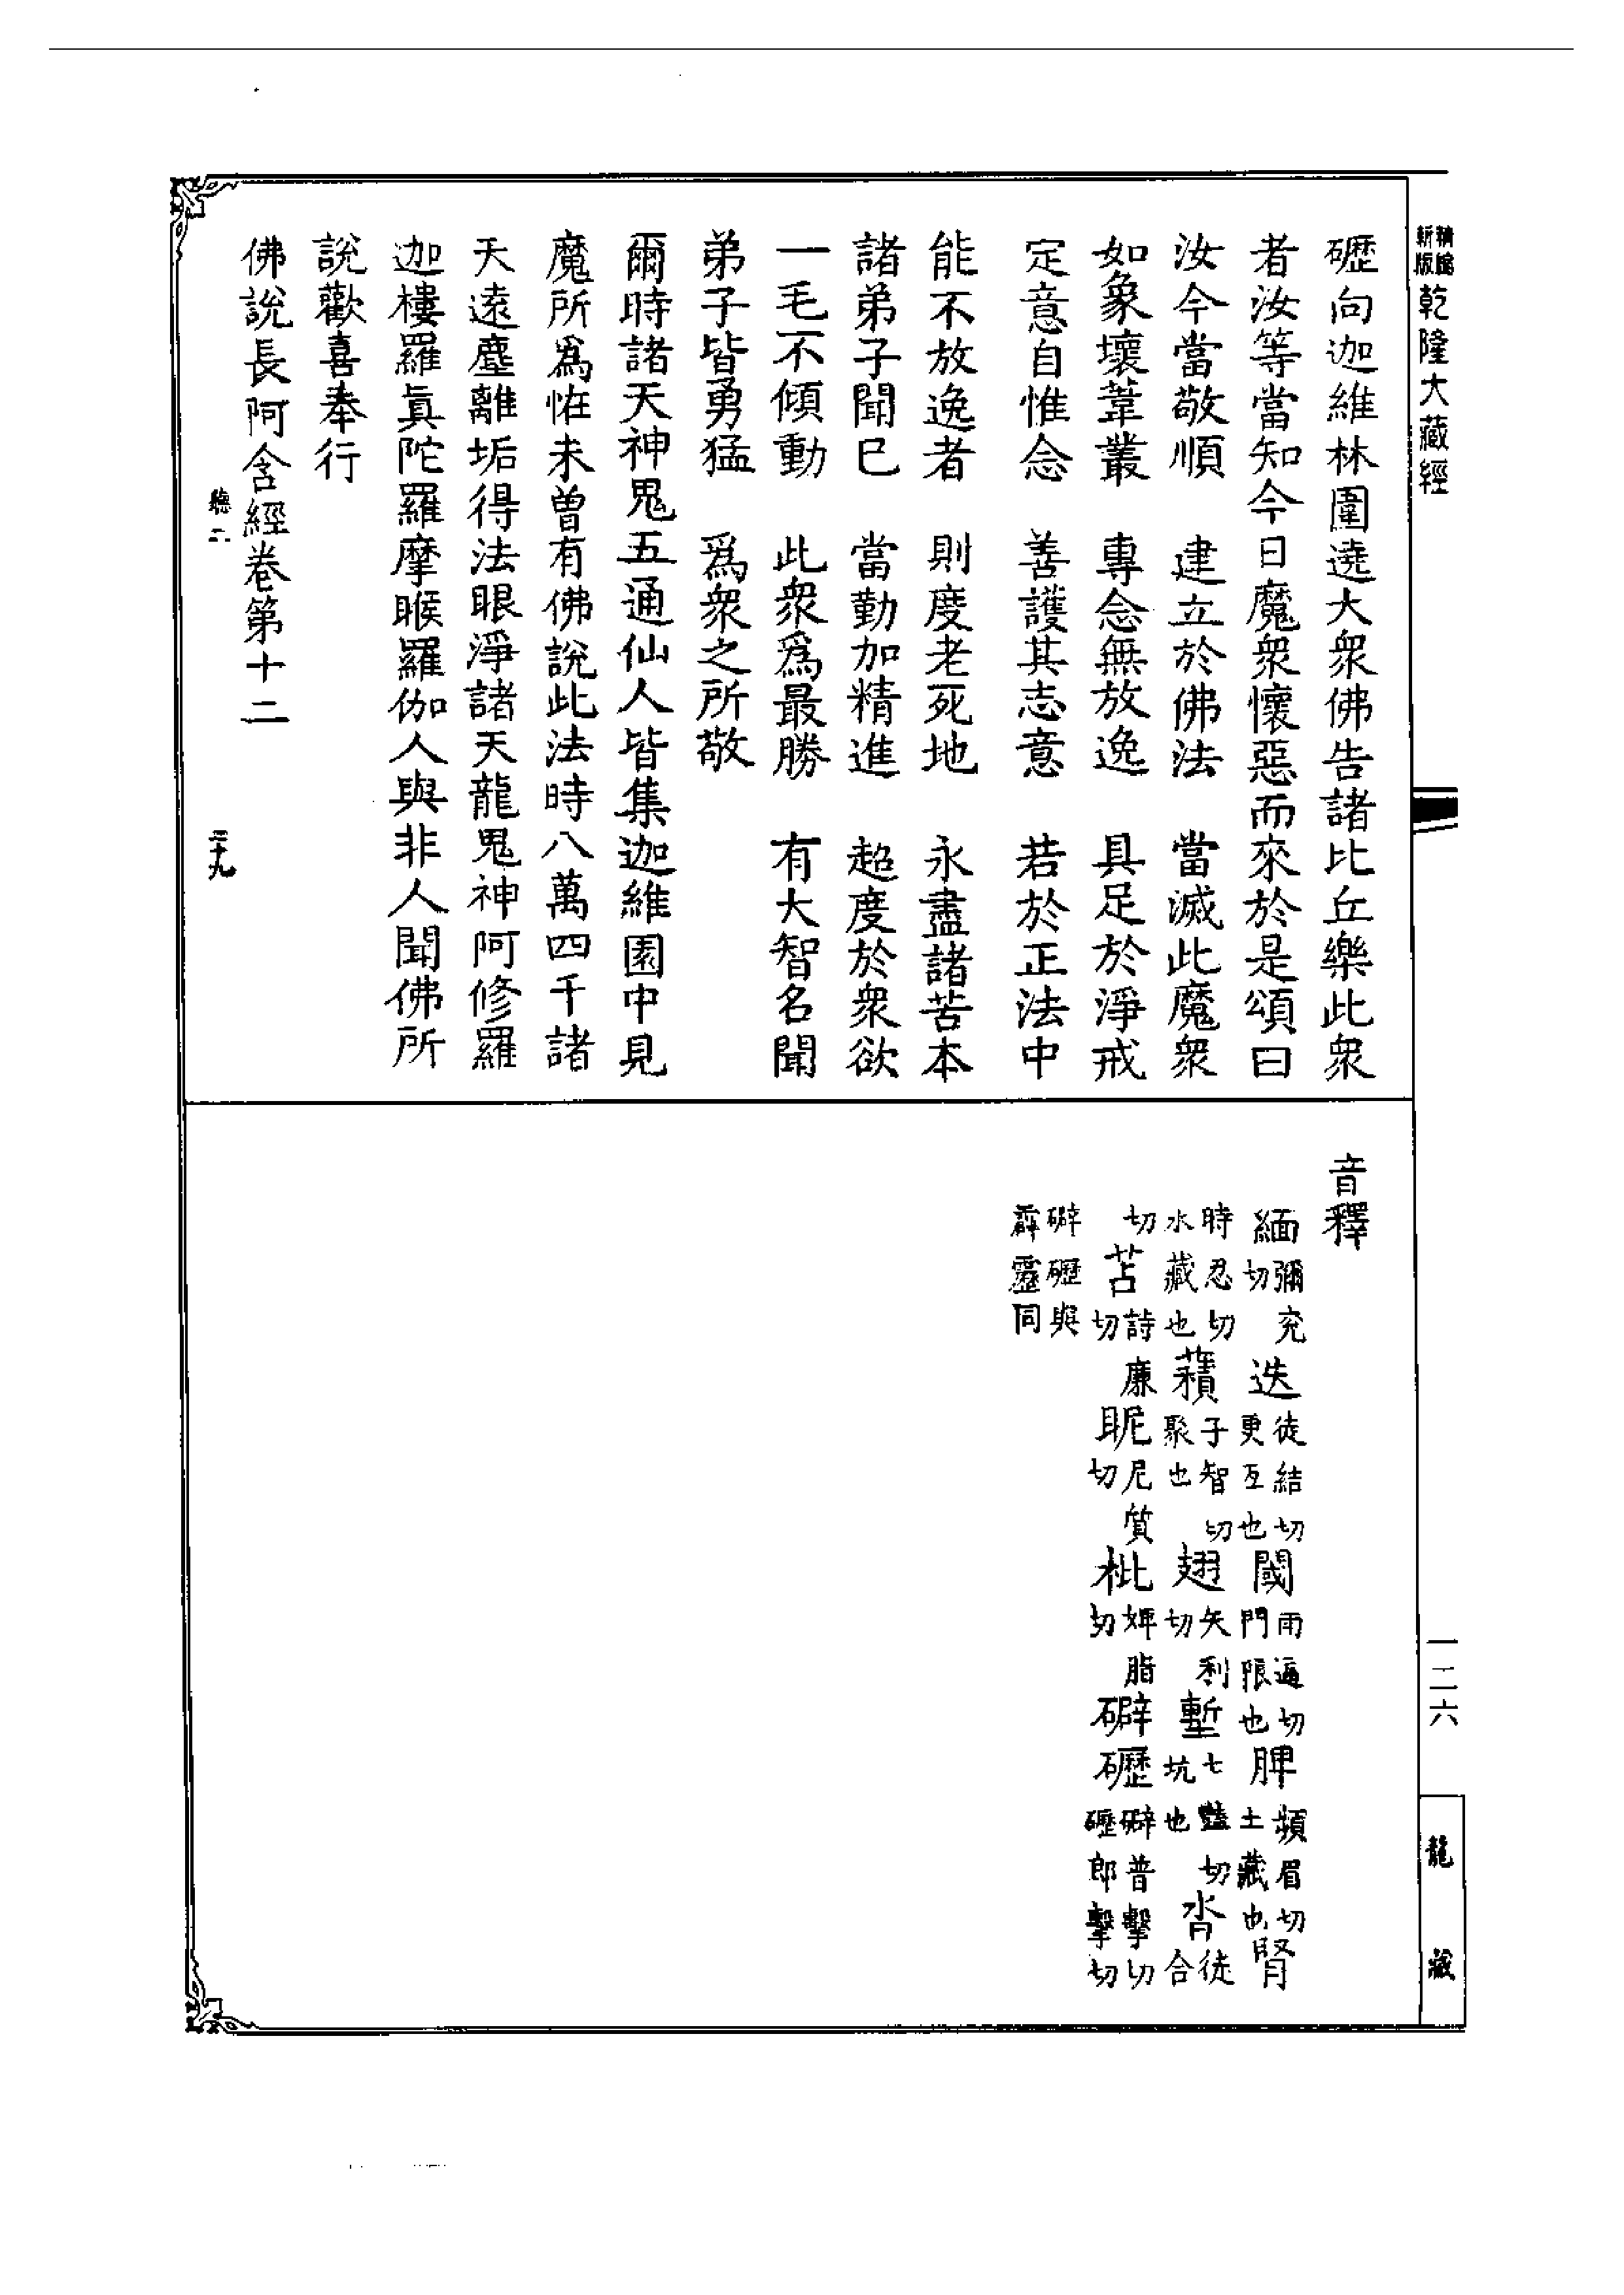 乾隆大藏經
礰向迦維林圍遶大衆佛告諸比丘樂此衆
者汝等當知今日魔衆懷惡而來於是頌曰
汝今當敬順　建立於佛法　當滅此魔衆
如象壞葦叢　專念無放逸　具足於淨戒
定意自惟念　善護其志意　若於正法中
能不放逸者　則度老死地　永盡諸苦本
諸弟子聞已　當勤加精進　超度於衆欲
一毛不傾動　此衆爲最勝　有大智名聞
弟子皆勇猛　爲衆之所敬
爾時諸天神鬼五通仙人皆集迦維園中見
魔所爲恠未曾有佛說此法時八萬四千諸
天遠塵離垢得法眼淨諸天龍鬼神阿修羅
迦樓羅眞陀羅摩睺羅伽人與非人聞佛所
說歡喜奉行
佛說長阿含經卷第十二
二十九
音釋
緬彌兖切　迭徒結切更互也　閾雨逼切門限也　脾頻眉切土藏也　腎
時忍切水藏也　𧂐子智切聚也　翅矢利切　塹七豔切坑也　沓徒合
切　苫詩廉切　眤尼質切　枇婢脂切　礔礰礔普擊切礰郎擊切
礔礰與霹靂同
一二六
龍藏